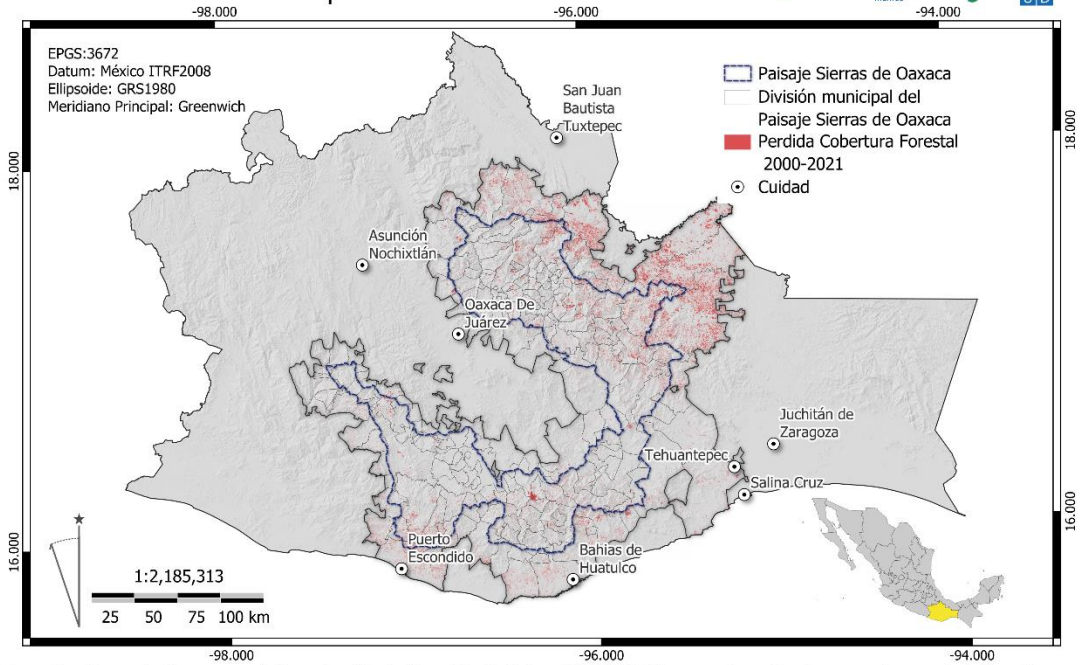 -98.000 -96.000 -94.000
EPGS:3672
Datum: México ITRF2008
Ellipsoide: GRS1980
Meridiano Principal: Greenwich
Paisaje Sierras de Oaxaca
División municipal del
Paisaje Sierras de Oaxaca
Perdida Cobertura Forestal
2000-2021
Cuidad
18.000
18.000
San Juan
Bautista
Tuxtepec
Asunción
Nochixtlán
Oaxaca De
Juárez
Juchitán de
Zaragoza
Tehuantepec
Salina Cruz
Puerto
Escondido
Bahias de
Huatulco
16.000
16.000
1:2,185,313
25 50 75 100 km
-98.000 -96.000 -94.000